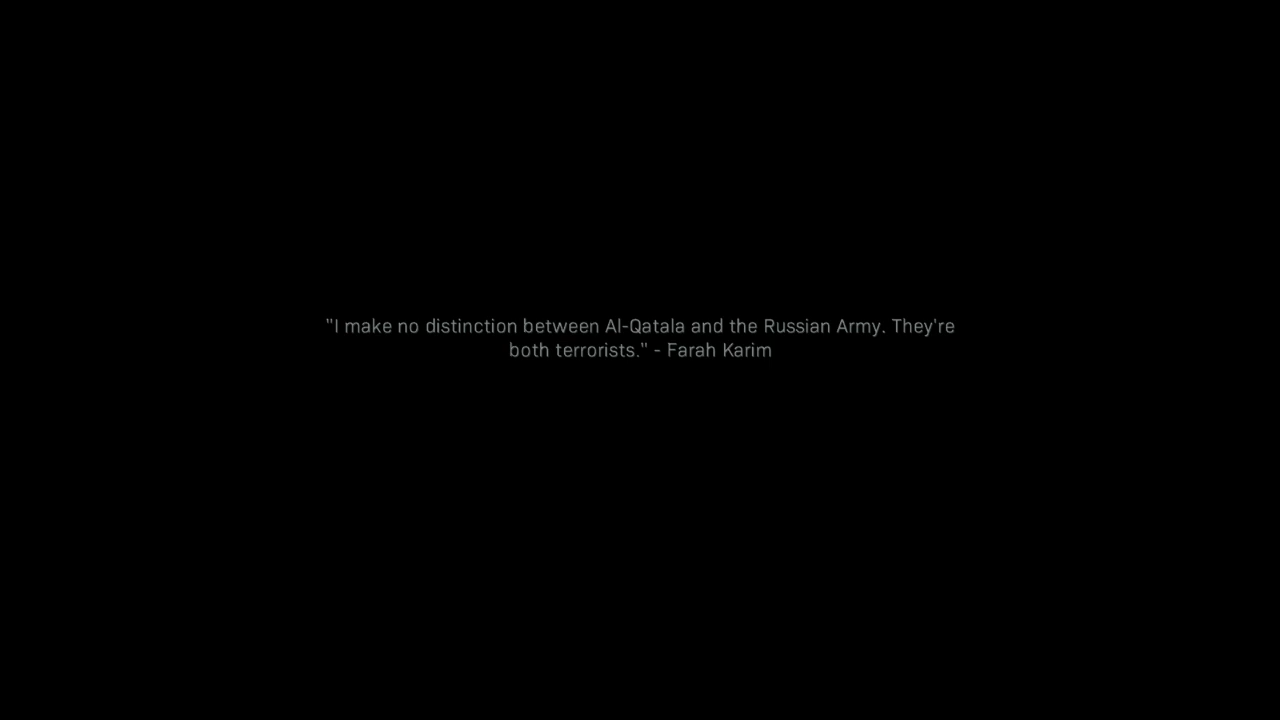 "I make no distinction between Al-Qatala and the Russian Army. They're
both terrorists." - Farah Karim